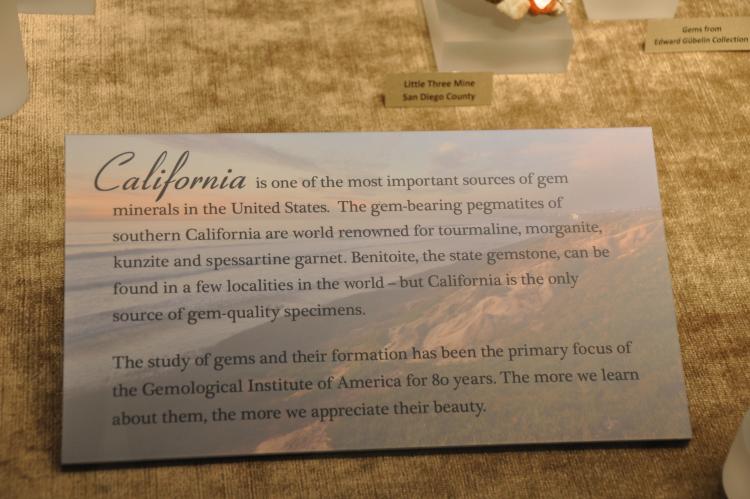 Gems from
Edward Gübelin Collection
Little Three Mine
San Diego County
California is one of the most important sources of gem
minerals in the United States. The gem-bearing pegmatites of
southern California are world renowned for tourmaline, morganite,
kunzite and spessartine garnet. Benitoite, the state gemstone, can be
found in a few localities in the world – but California is the only
source of gem-quality specimens.
The study of gems and their formation has been the primary focus of
the Gemological Institute of America for 80 years. The more we learn
about them, the more we appreciate their beauty.